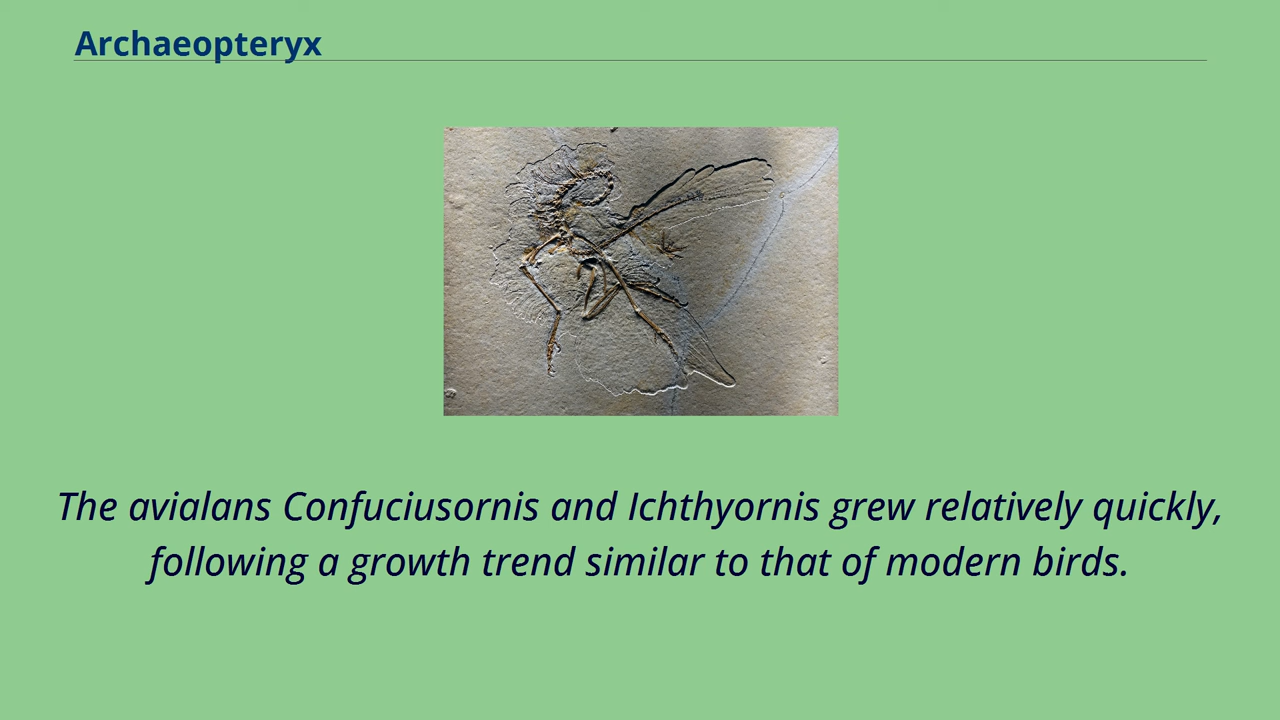 Archaeopteryx
The avialans Confuciusornis and Ichthyornis grew relatively quickly,
following a growth trend similar to that of modern birds.